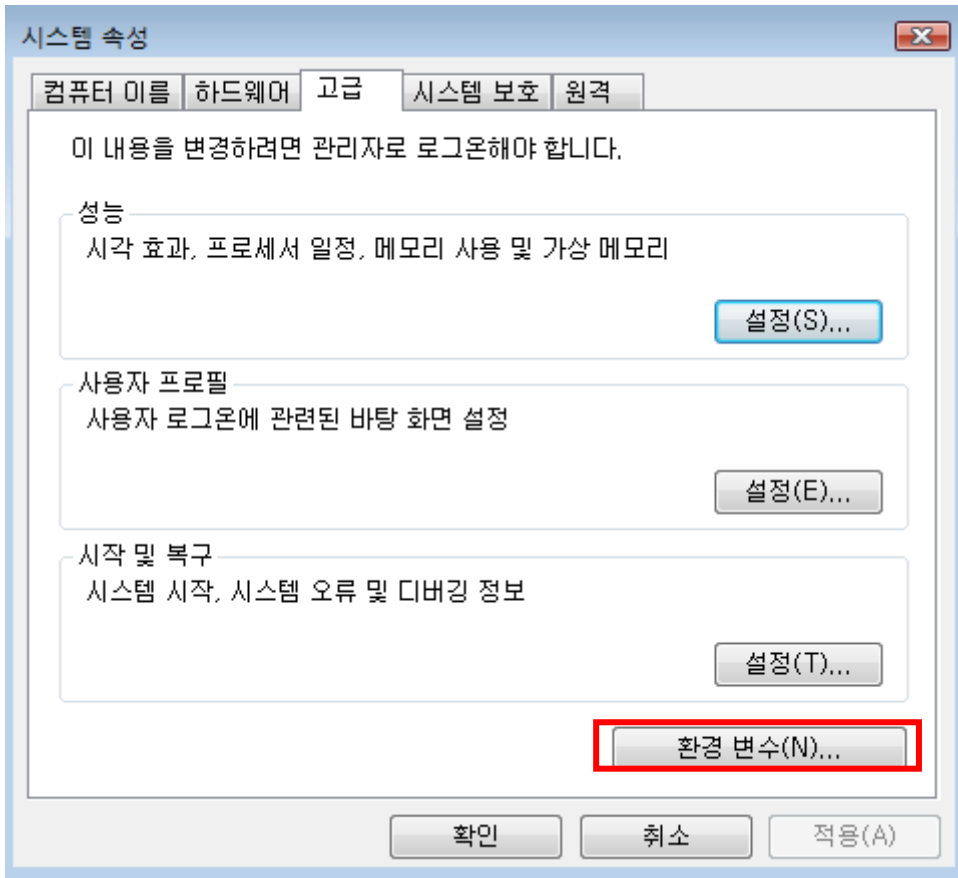 시스템 속성
컴퓨터 이름 하드웨어 고급 시스템 보호 원격
이 내용을 변경하려면 관리자로 로그온해야 합니다.
성능
시각 효과, 프로세서 일정, 메모리 사용 및 가상 메모리
설정(S)...
사용자 프로필
사용자 로그온에 관련된 바탕 화면 설정
설정(E)...
시작 및 복구
시스템 시작, 시스템 오류 및 디버깅 정보
설정(T)...
환경 변수(N)...
확인 취소 적용(A)